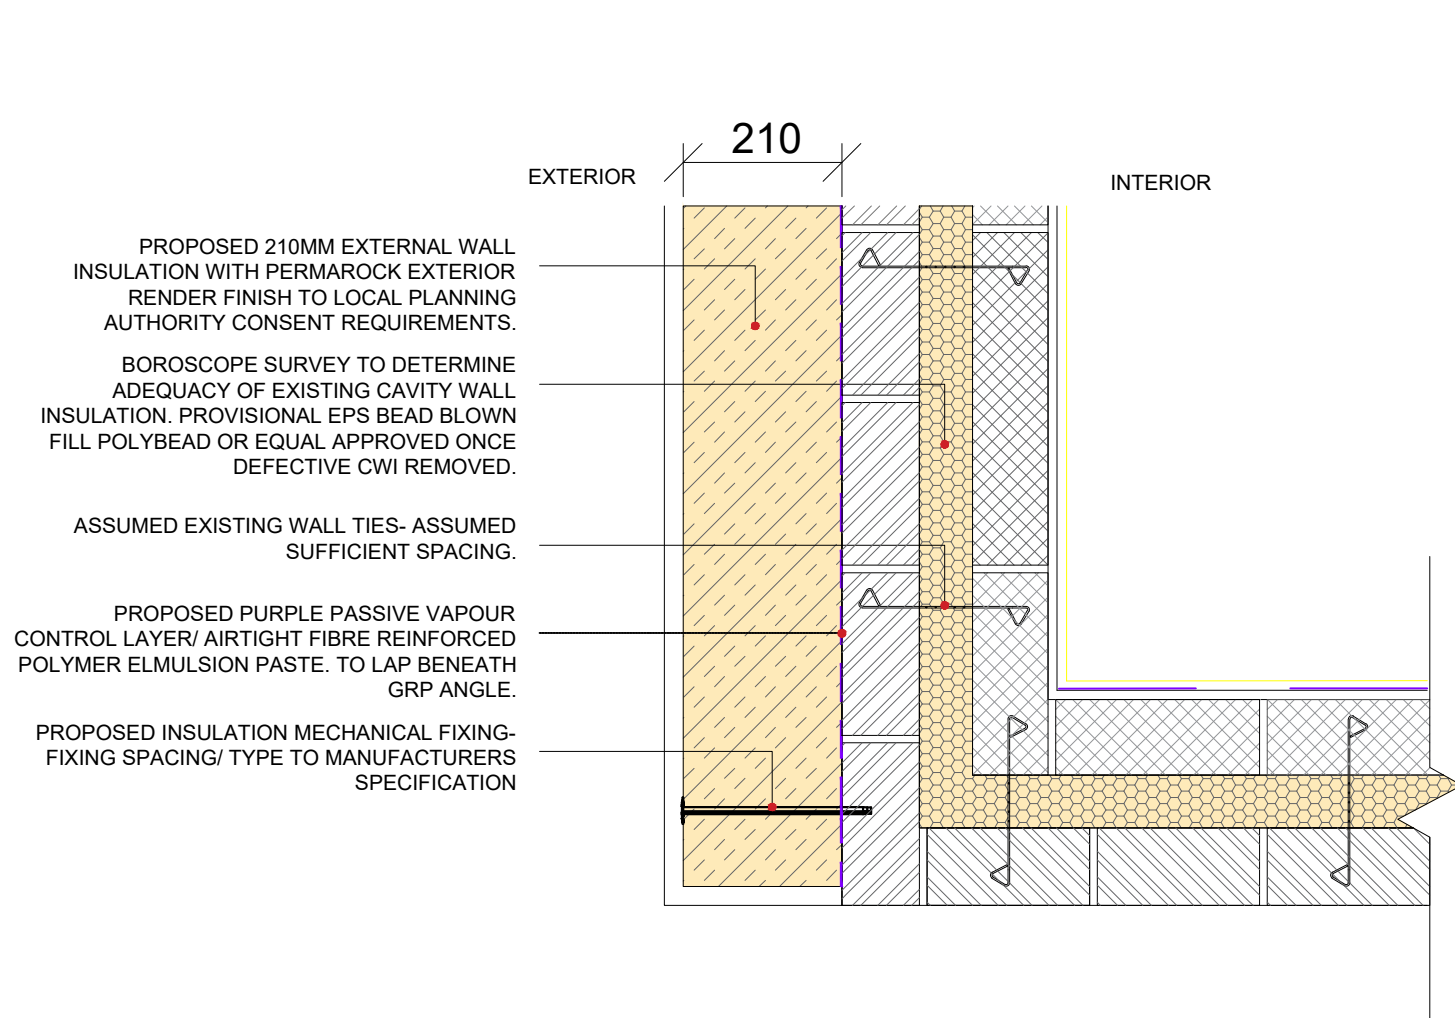 210
EXTERIOR
INTERIOR
PROPOSED 210MM EXTERNAL WALL
INSULATION WITH PERMAROCK EXTERIOR
RENDER FINISH TO LOCAL PLANNING
AUTHORITY CONSENT REQUIREMENTS.
BOROSCOPE SURVEY TO DETERMINE
ADEQUACY OF EXISTING CAVITY WALL
INSULATION. PROVISIONAL EPS BEAD BLOWN
FILL POLYBEAD OR EQUAL APPROVED ONCE
DEFECTIVE CWI REMOVED.
ASSUMED EXISTING WALL TIES- ASSUMED
SUFFICIENT SPACING.
PROPOSED PURPLE PASSIVE VAPOUR
CONTROL LAYER/ AIRTIGHT FIBRE REINFORCED
POLYMER ELMULSION PASTE. TO LAP BENEATH
GRP ANGLE.
PROPOSED INSULATION MECHANICAL FIXING-
FIXING SPACING/ TYPE TO MANUFACTURERS
SPECIFICATION